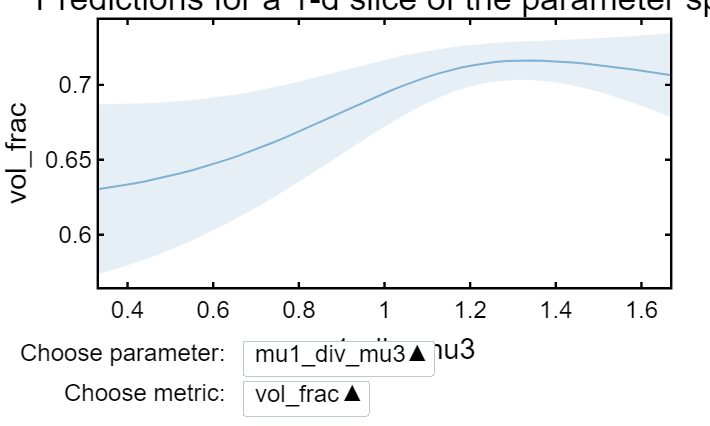 Predictions for a 1-d slice of the parameter
vol_frac
0.7
0.65
0.6
0.4
0.6
0.8
1
1.2
1.4
1.6
Choose parameter:
mu1_div_mu3▲
Choose metric:
vol_frac▲